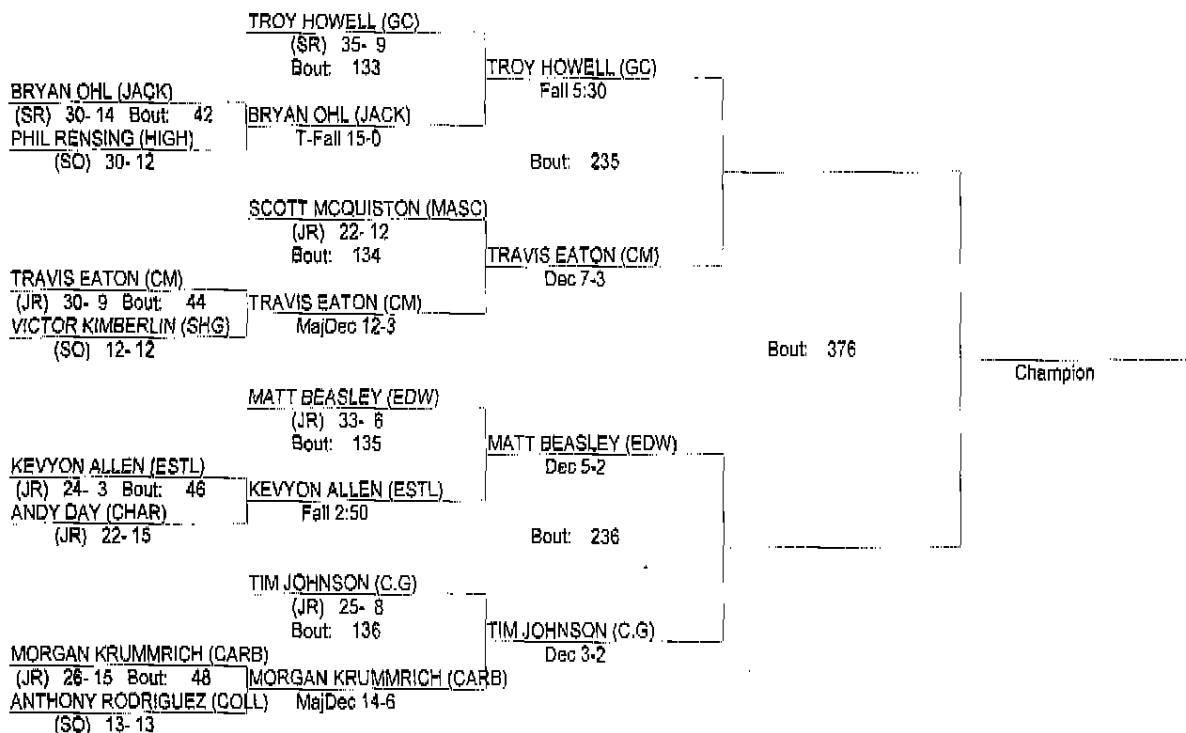 TROY HOWELL (GC)
(SR) 35- 9
Bout: 133
TROY HOWELL (GC)
Fall 5:30
BRYAN OHL (JACK)
(SR) 30- 14 Bout: 42
BRYAN OHL (JACK)
T-Fall 15-0
PHIL RENSING (HIGH)
(SO) 30- 12
Bout: 235
SCOTT MCQUISTON (MASC)
(JR) 22- 12
Bout: 134
TRAVIS EATON (CM)
Dec 7-3
TRAVIS EATON (CM)
(JR) 30- 9 Bout: 44
TRAVIS EATON (CM)
MajDec 12-3
VICTOR KIMBERLIN (SHG)
(SO) 12- 12
Bout: 376
Champion
MATT BEASLEY (EDW)
(JR) 33- 6
Bout: 135
MATT BEASLEY (EDW)
Dec 5-2
KEVYON ALLEN (ESTL)
(JR) 24- 3 Bout: 46
KEVYON ALLEN (ESTL)
Fall 2:50
ANDY DAY (CHAR)
(JR) 22- 15
Bout: 236
TIM JOHNSON (C.G)
(JR) 25- 8
Bout: 136
TIM JOHNSON (C.G)
Dec 3-2
MORGAN KRUMMRICH (CARB)
(JR) 26- 15 Bout: 48
MORGAN KRUMMRICH (CARB)
MajDec 14-6
ANTHONY RODRIGUEZ (COLL)
(SO) 13- 13